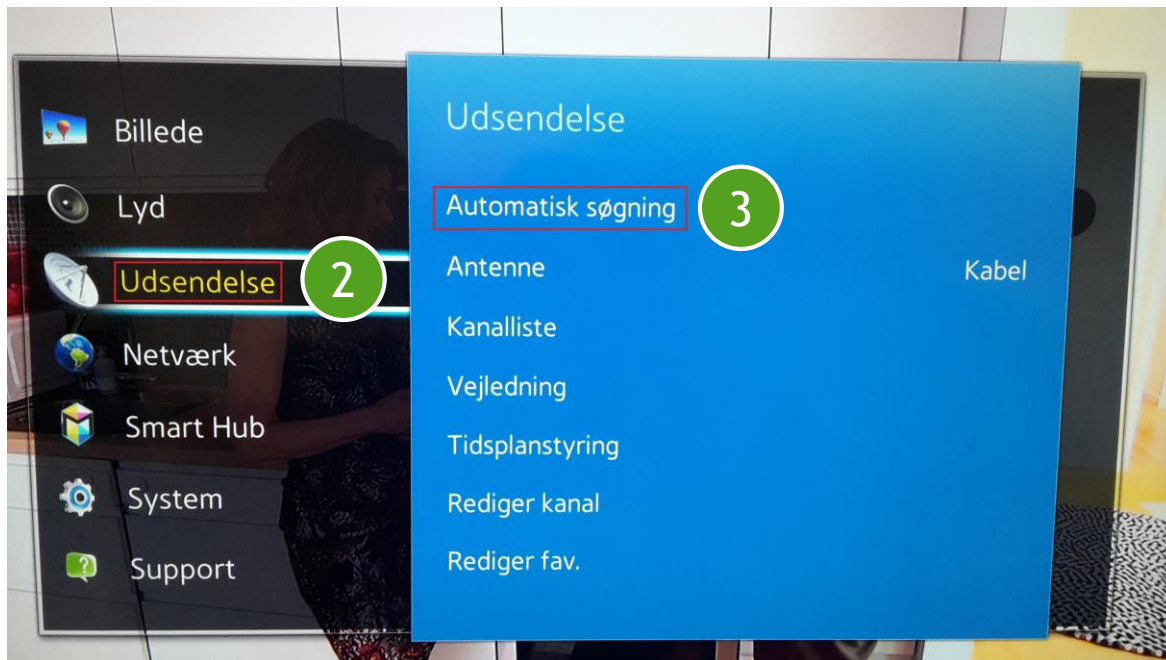 Billede
Lyd
Udsendelse
2
Netværk
Smart Hub
System
Support
Udsendelse
Automatisk søgning
3
Antenne
Kabel
Kanalliste
Vejledning
Tidsplanstyring
Rediger kanal
Rediger fav.